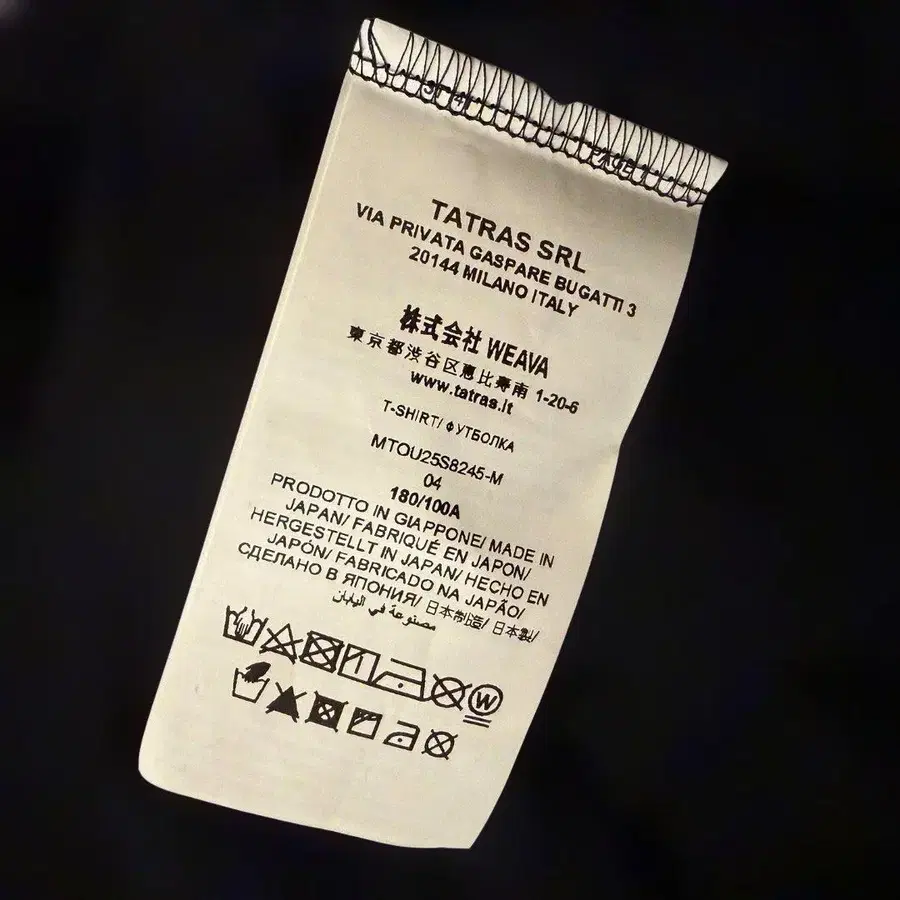 TATRAS SRL
VIA PRIVATA GASPARE BUGATTI 3
20144 MILANO ITALY
株式会社 WEAVA
東京都渋谷区恵比寿南 1-20-6
www.tatras.it
T-SHIRT/ ФУТБОЛКА
MTOU25S8245-M
04
180/100A
PRODOTTO IN GIAPPONE/ MADE IN
JAPAN/ FABRIQUÉ EN JAPON/
HERGESTELLT IN JAPAN/ HECHO EN
JAPÓN/ FABRICADO NA JAPÃO/
СДЕЛАНО В ЯПОНИЯ/ 日本制造/ 日本製/
مصنوعة في اليابان
W